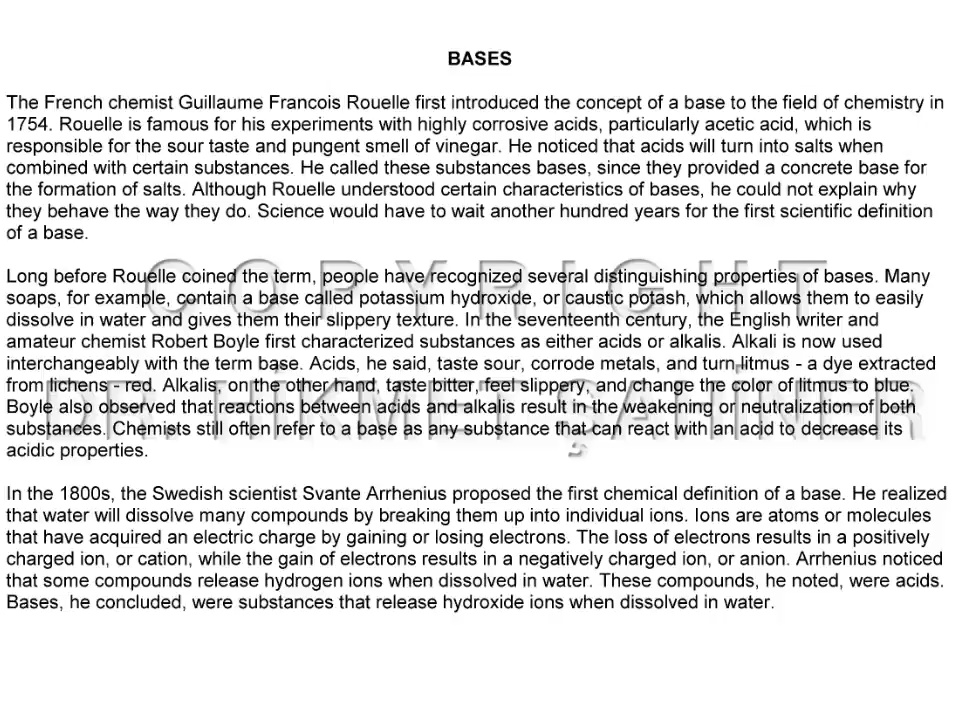 BASES
The French chemist Guillaume Francois Rouelle first introduced the concept of a base to the field of chemistry in
1754. Rouelle is famous for his experiments with highly corrosive acids, particularly acetic acid, which is
responsible for the sour taste and pungent smell of vinegar. He noticed that acids will turn into salts when
combined with certain substances. He called these substances bases, since they provided a concrete base for
the formation of salts. Although Rouelle understood certain characteristics of bases, he could not explain why
they behave the way they do. Science would have to wait another hundred years for the first scientific definition
of a base.
Long before Rouelle coined the term, people have recognized several distinguishing properties of bases. Many
soaps, for example, contain a base called potassium hydroxide, or caustic potash, which allows them to easily
dissolve in water and gives them their slippery texture. In the seventeenth century, the English writer and
amateur chemist Robert Boyle first characterized substances as either acids or alkalis. Alkali is now used
interchangeably with the term base. Acids, he said, taste sour, corrode metals, and turn litmus - a dye extracted
from lichens - red. Alkalis, on the other hand, taste bitter, feel slippery, and change the color of litmus to blue.
Boyle also observed that reactions between acids and alkalis result in the weakening or neutralization of both
substances. Chemists still often refer to a base as any substance that can react with an acid to decrease its
acidic properties.
In the 1800s, the Swedish scientist Svante Arrhenius proposed the first chemical definition of a base. He realized
that water will dissolve many compounds by breaking them up into individual ions. Ions are atoms or molecules
that have acquired an electric charge by gaining or losing electrons. The loss of electrons results in a positively
charged ion, or cation, while the gain of electrons results in a negatively charged ion, or anion. Arrhenius noticed
that some compounds release hydrogen ions when dissolved in water. These compounds, he noted, were acids.
Bases, he concluded, were substances that release hydroxide ions when dissolved in water.
COPYRIGHT
DR. HİKMET ŞAHİNER